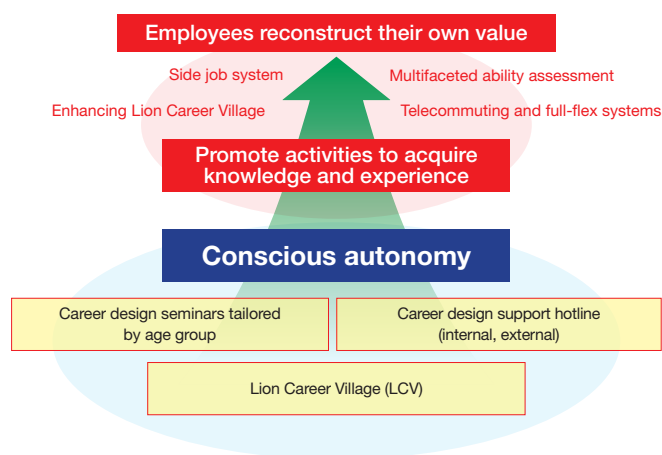 Employees reconstruct their own value
Side job system
Multifaceted ability assessment
Enhancing Lion Career Village
Telecommuting and full-flex systems
Promote activities to acquire
knowledge and experience
Conscious autonomy
Career design seminars tailored
by age group
Career design support hotline
(internal, external)
Lion Career Village (LCV)